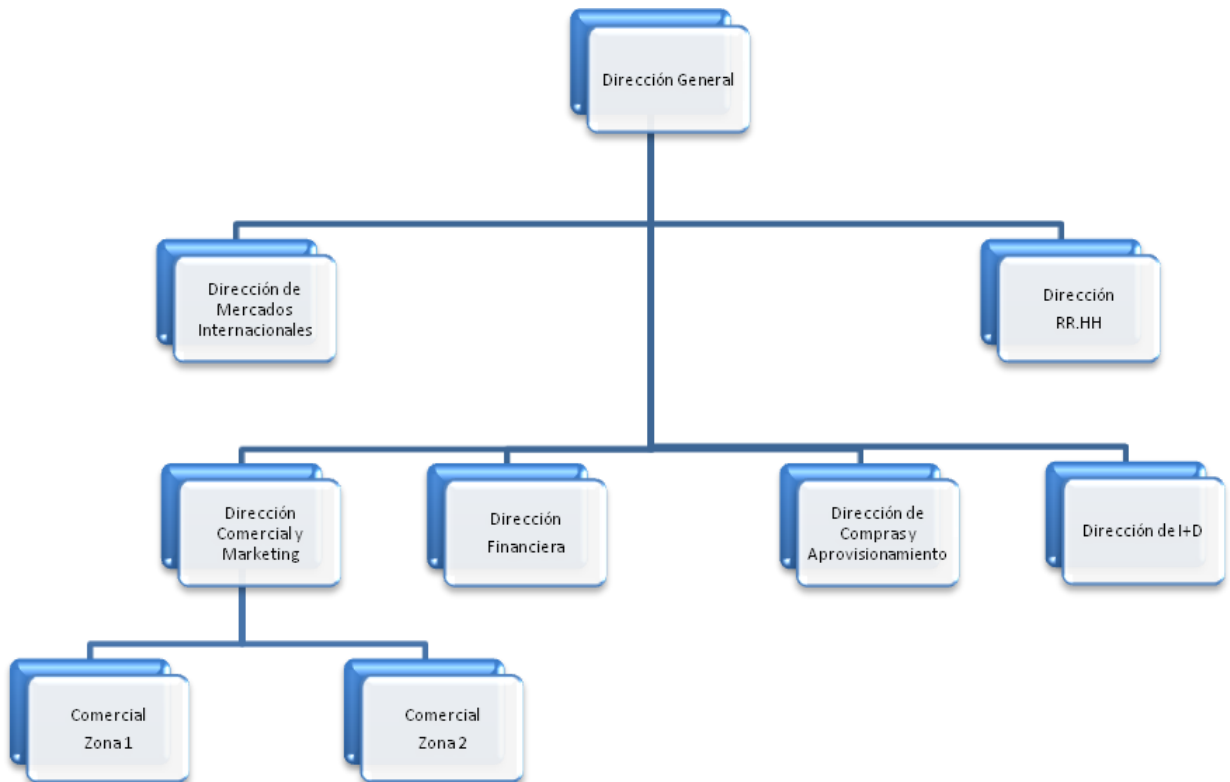 Dirección General
Dirección de
Mercados
Internacionales
Dirección
RR.HH
Dirección
Comercial y
Marketing
Dirección
Financiera
Dirección de
Compras y
Aprovisionamiento
Dirección de I+D
Comercial
Zona 1
Comercial
Zona 2